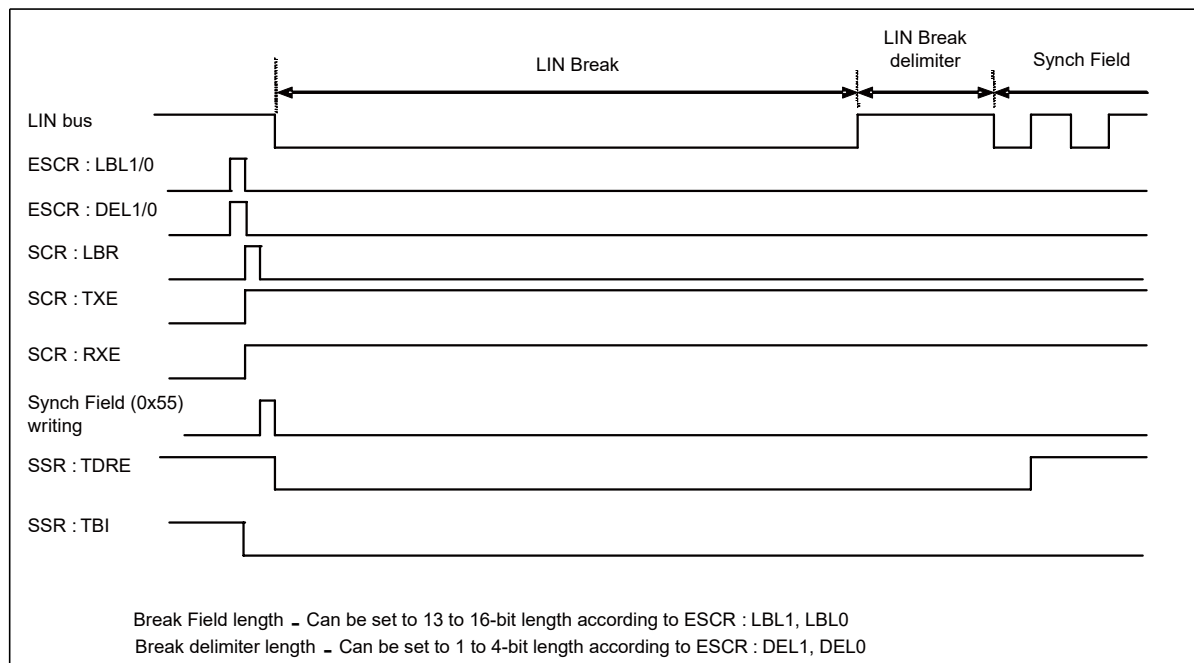 LIN Break
LIN Break
delimiter
Synch Field
LIN bus
ESCR : LBL1/0
ESCR : DEL1/0
SCR : LBR
SCR : TXE
SCR : RXE
Synch Field (0x55)
writing
SSR : TDRE
SSR : TBI
Break Field length - Can be set to 13 to 16-bit length according to ESCR : LBL1, LBL0
Break delimiter length - Can be set to 1 to 4-bit length according to ESCR : DEL1, DEL0